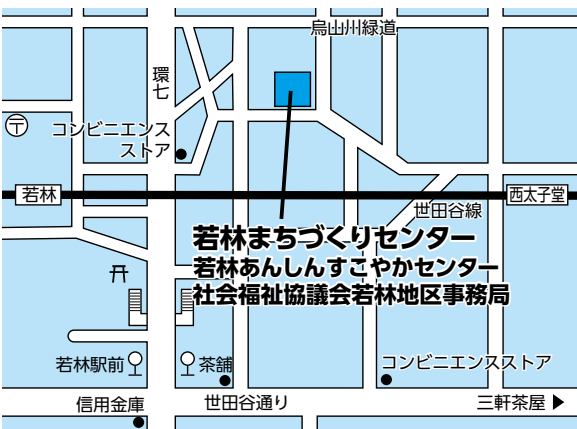 烏山川緑道
環七
〒
コンビニエンス
ストア
若林
西太子堂
世田谷線
若林まちづくりセンター
若林あんしんすこやかセンター
社会福祉協議会若林地区事務局
若林駅前
茶舗
コンビニエンスストア
信用金庫
世田谷通り
三軒茶屋▶